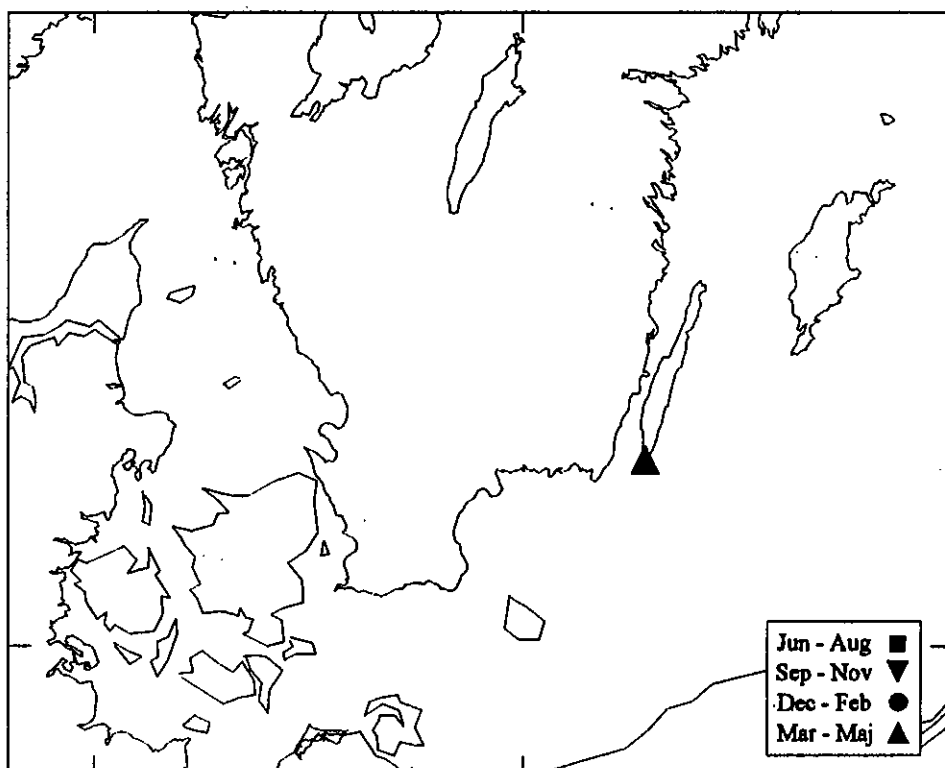 Jun - Aug ■
Sep - Nov ▼
Dec - Feb ●
Mar - Maj ▲